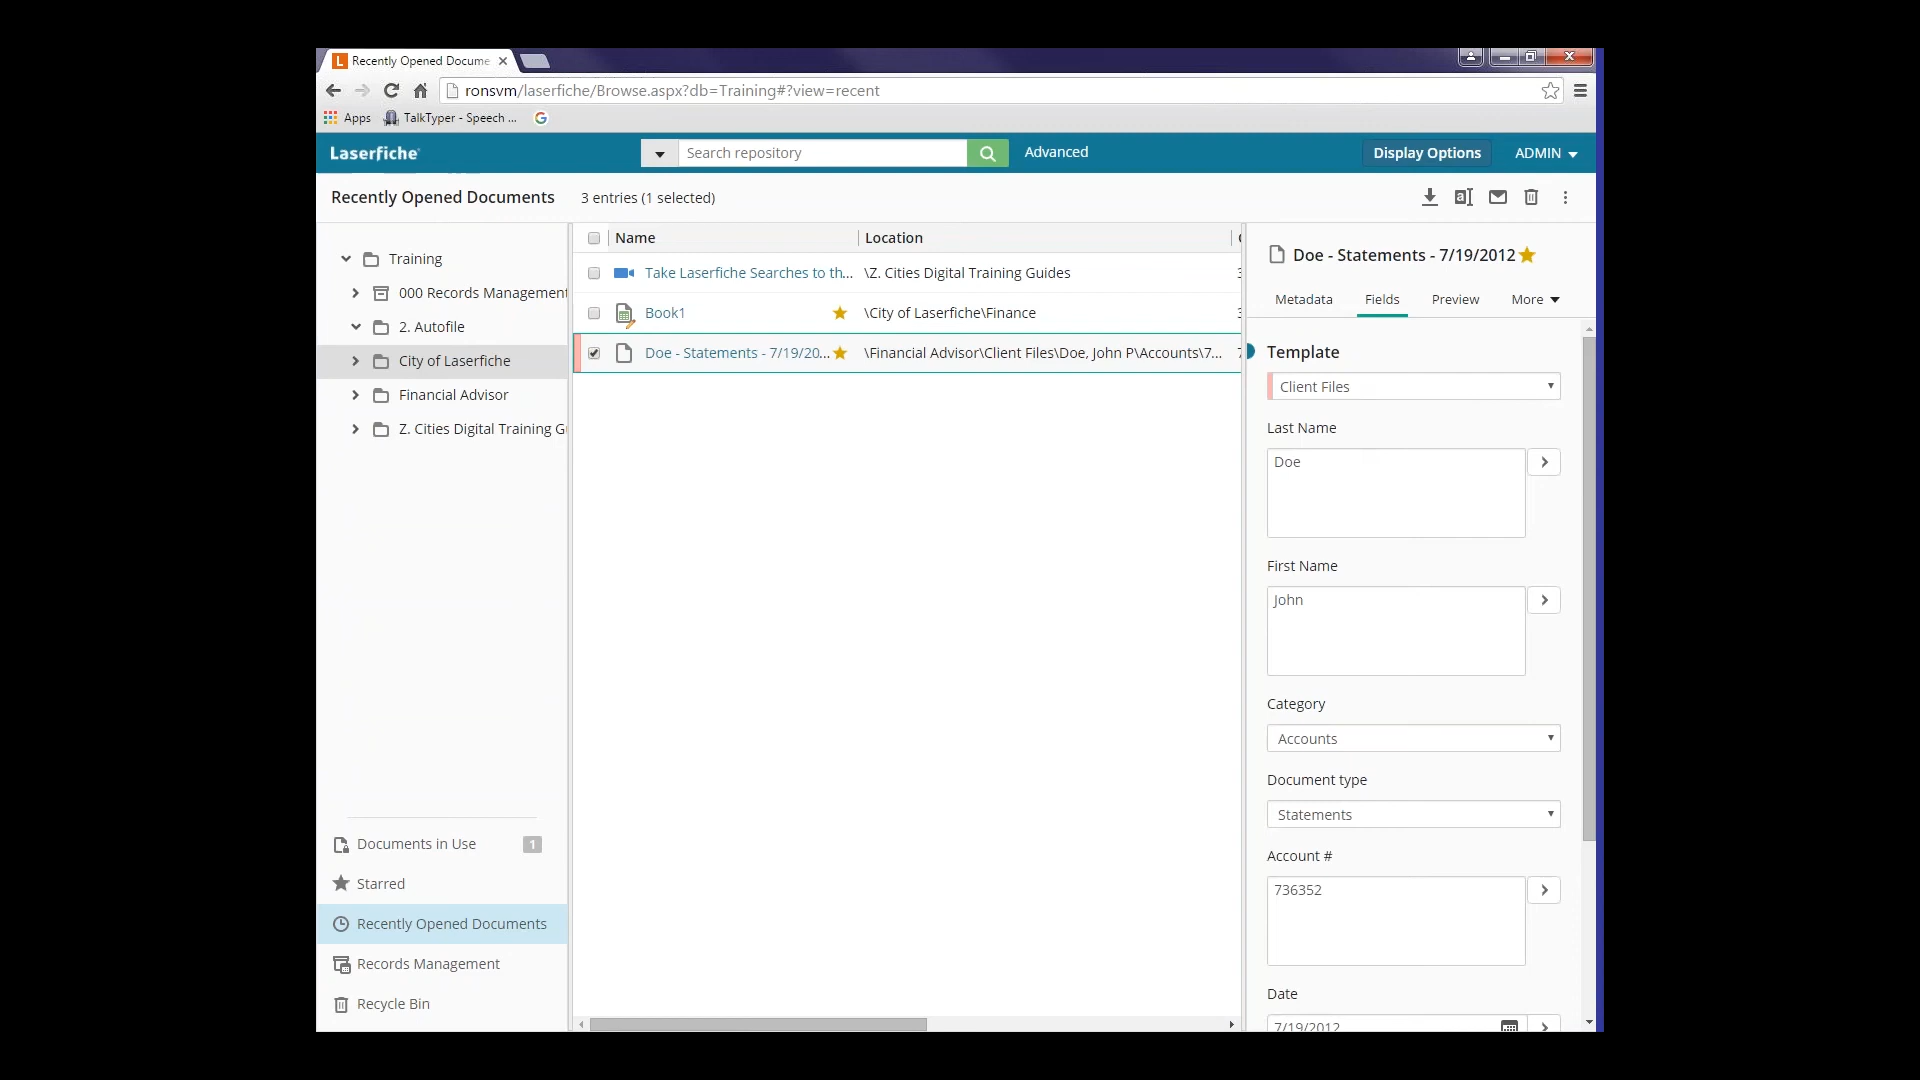 Recently Opened Docume
ronsvm/laserfiche/Browse.aspx?db=Training#?view=recent
Apps TalkTyper - Speech ...
Laserfiche Search repository Advanced Display Options ADMIN
Recently Opened Documents 3 entries (1 selected)
Training
000 Records Management
2. Autofile
City of Laserfiche
Financial Advisor
Z. Cities Digital Training G
Documents in Use 1
Starred
Recently Opened Documents
Records Management
Recycle Bin
Name Location
Take Laserfiche Searches to th... \Z. Cities Digital Training Guides
Book1 \City of Laserfiche\Finance
Doe - Statements - 7/19/20... \Financial Advisor\Client Files\Doe, John P\Accounts\7...
Doe - Statements - 7/19/2012
Metadata Fields Preview More
Template
Client Files
Last Name
Doe
First Name
John
Category
Accounts
Document type
Statements
Account #
736352
Date
7/19/2012